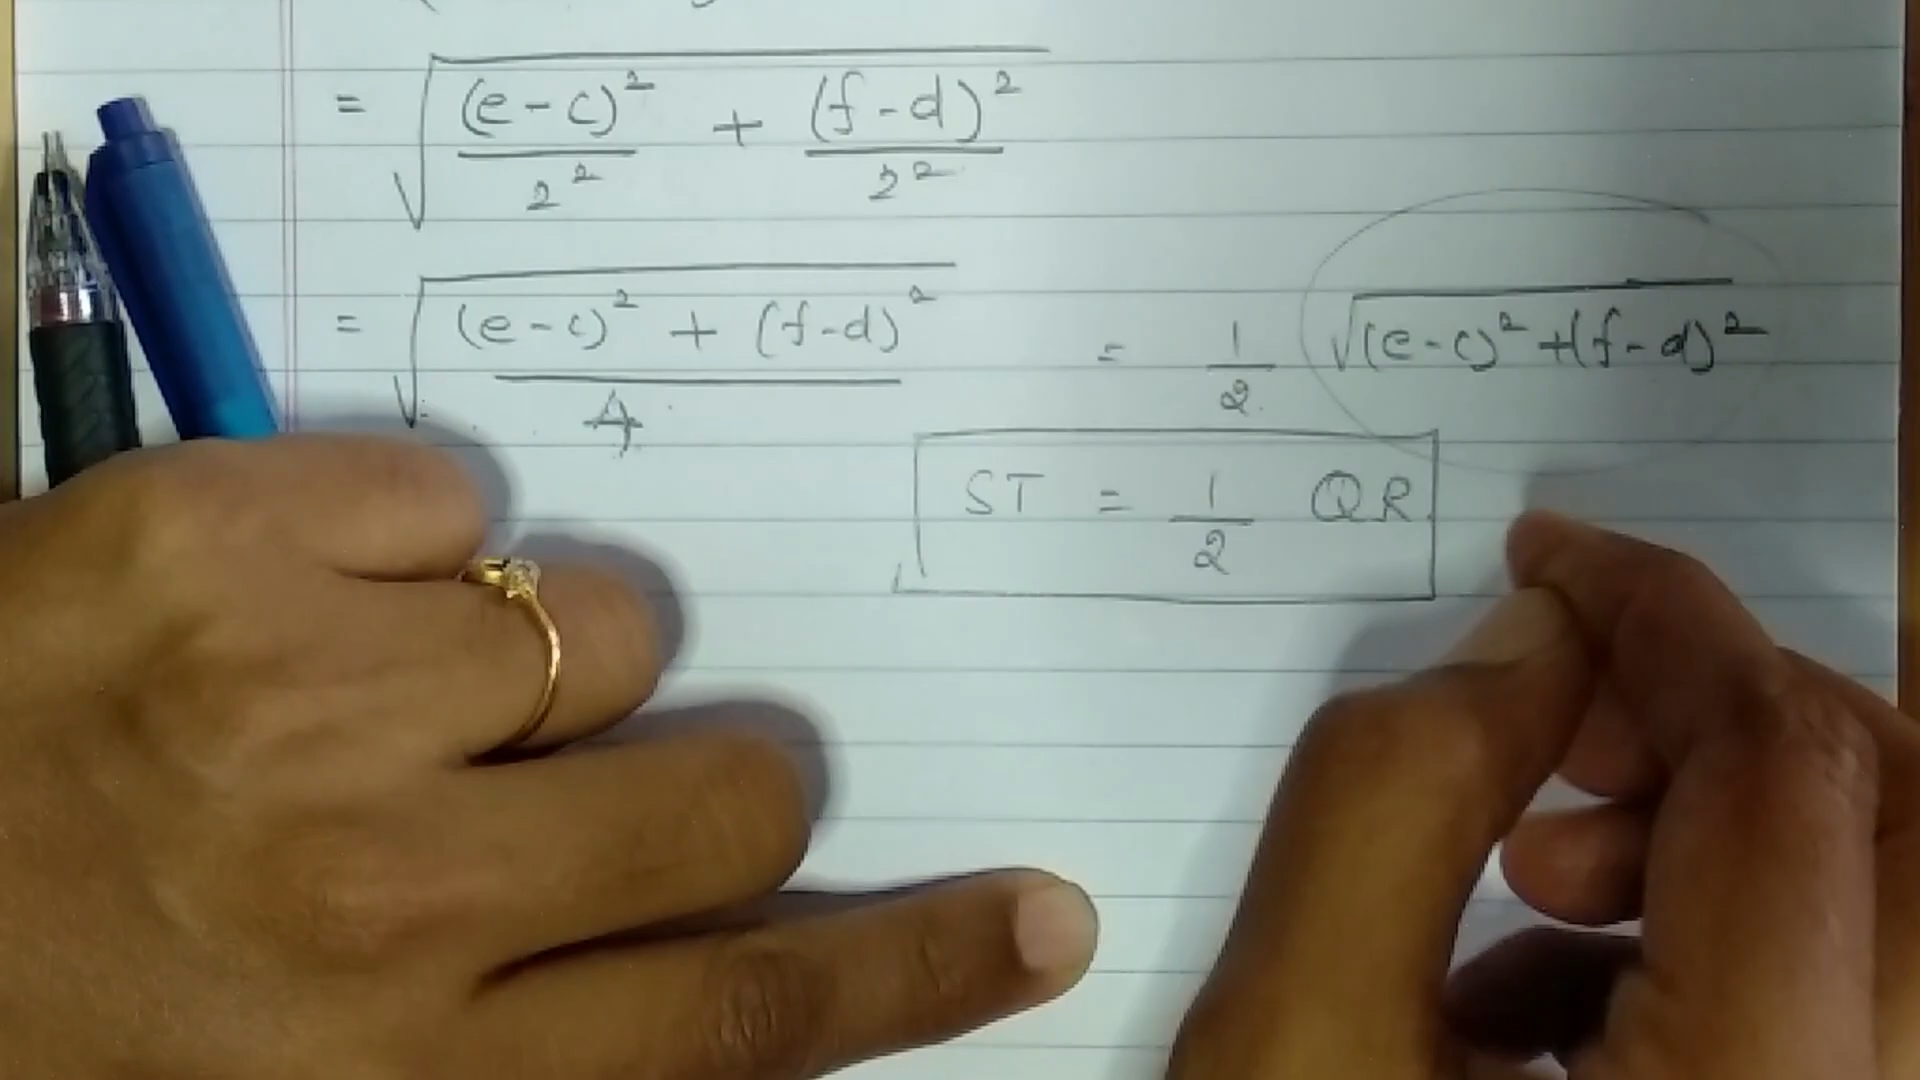 = √((e-c)²/2² + (f-d)²/2²)
= √(((e-c)² + (f-d)²)/4) = 1/2 √((e-c)² + (f-d)²)
ST = 1/2 QR